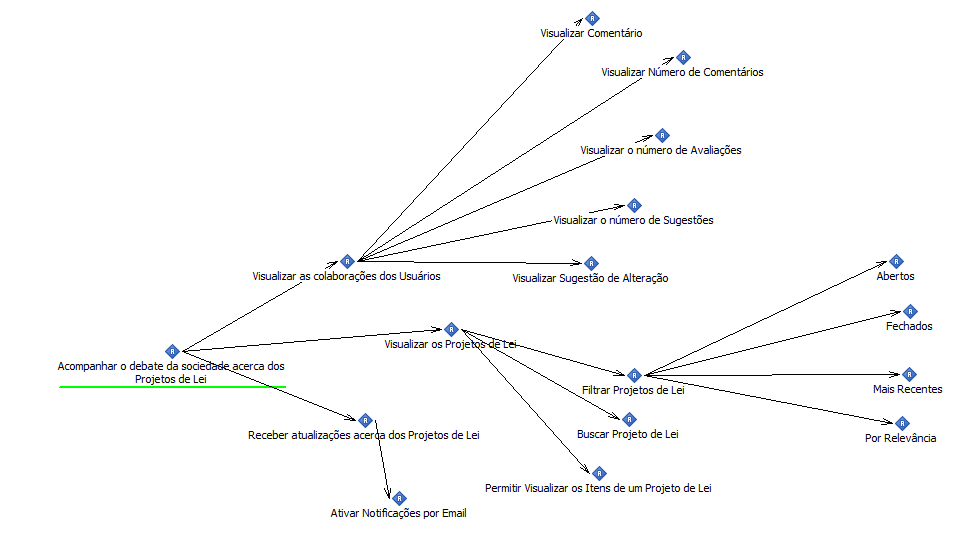 Visualizar Comentário
Visualizar Número de Comentários
Visualizar o número de Avaliações
Visualizar o número de Sugestões
Visualizar as colaborações dos Usuários
Visualizar Sugestão de Alteração
Abertos
Fechados
Visualizar os Projetos de Lei
Acompanhar o debate da sociedade acerca dos
Projetos de Lei
Filtrar Projetos de Lei
Mais Recentes
Receber atualizações acerca dos Projetos de Lei
Buscar Projeto de Lei
Por Relevância
Permitir Visualizar os Itens de um Projeto de Lei
Ativar Notificações por Email